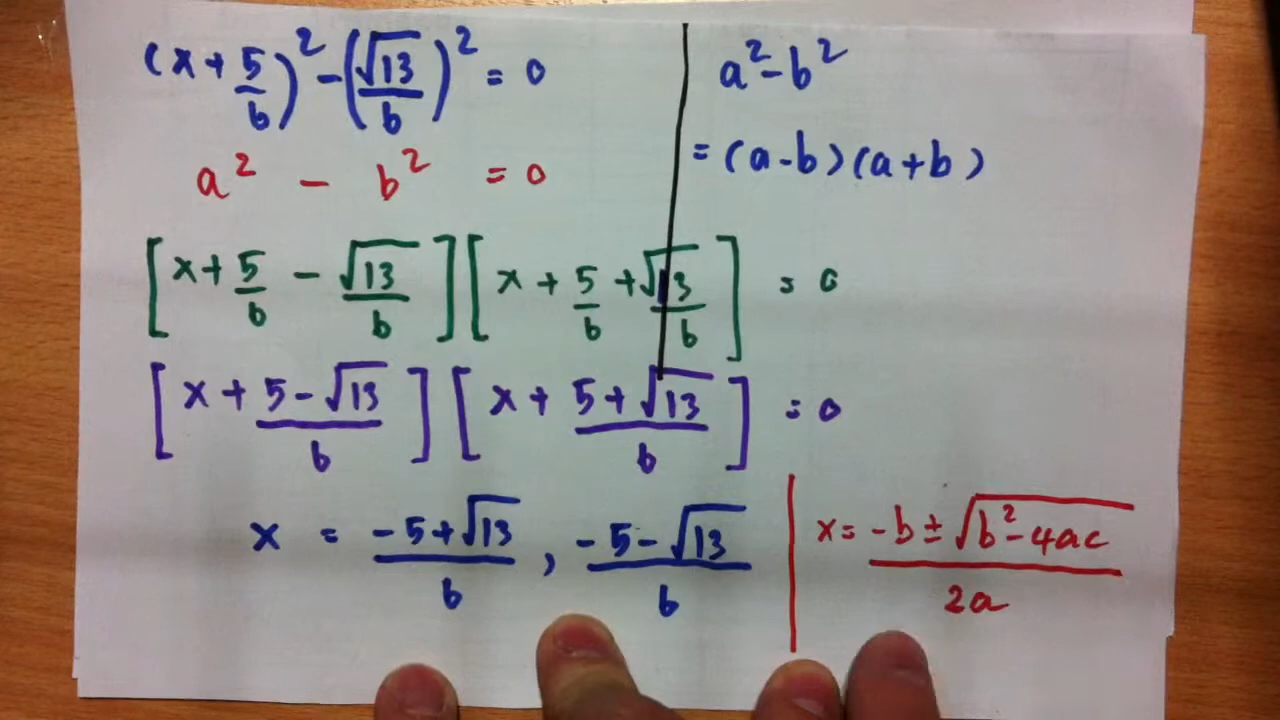 (x + 5/6)² - (√13/6)² = 0
a² - b² = 0
a² - b²
= (a - b)(a + b)
[x + 5/6 - √13/6][x + 5/6 + √13/6] = 0
[x + (5 - √13)/6][x + (5 + √13)/6] = 0
x = (-5 + √13)/6 , (-5 - √13)/6
x = (-b ± √(b² - 4ac))/2a